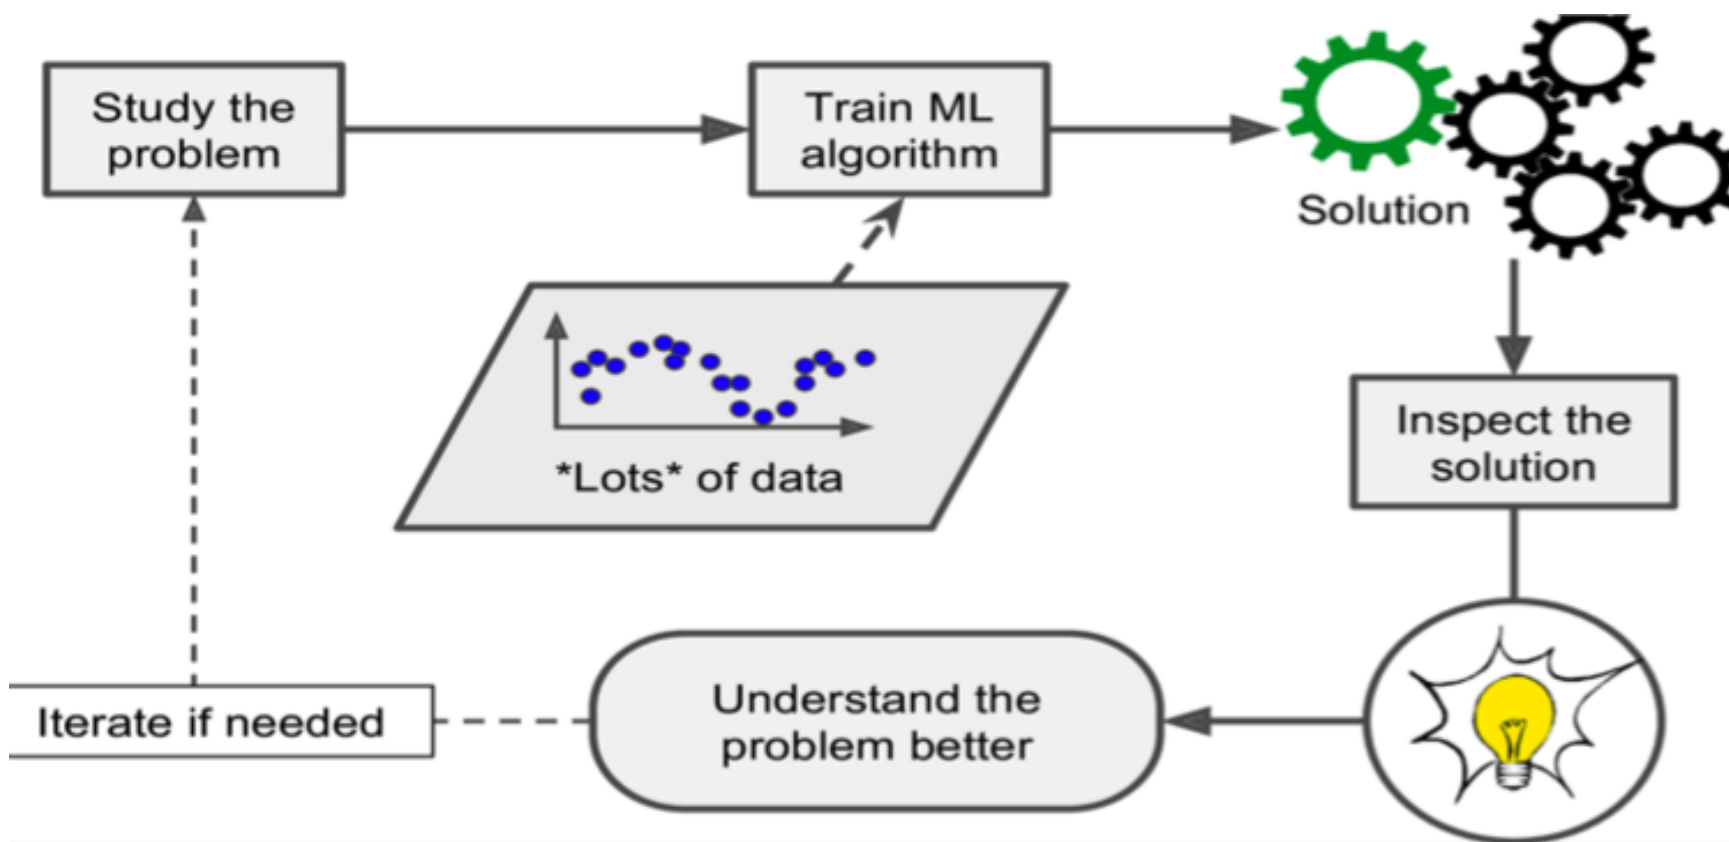 Study the
problem
Train ML
algorithm
Solution
*Lots* of data
Inspect the
solution
Understand the
problem better
Iterate if needed